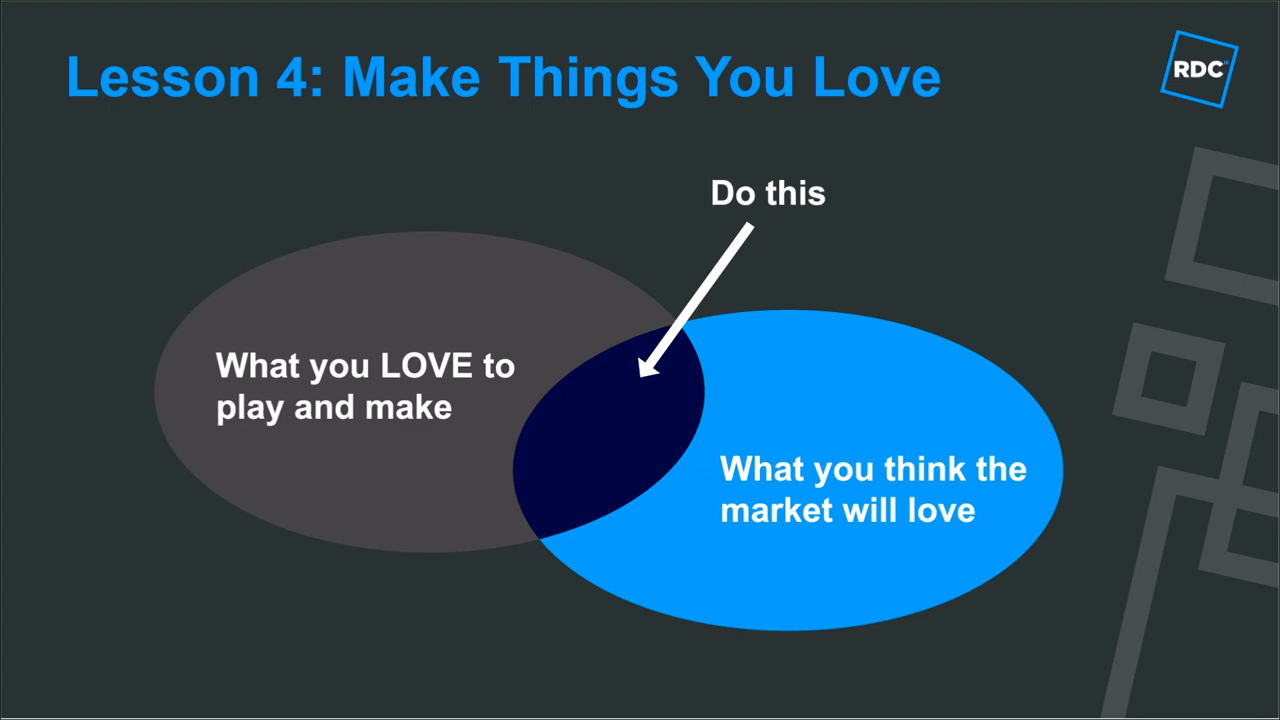 Lesson 4: Make Things You Love
RDC
Do this
What you LOVE to
play and make
What you think the
market will love